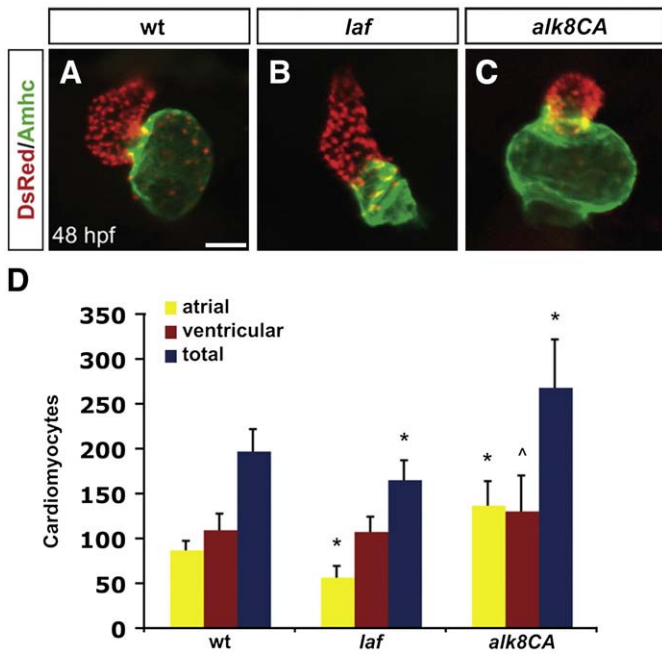 wt
laf
alk8CA
DsRed/Amhc
A
B
C
48 hpf
D
atrial
ventricular
total
Cardiomyocytes
350
300
250
200
150
100
50
0
*
*
*
^
*
wt
laf
alk8CA